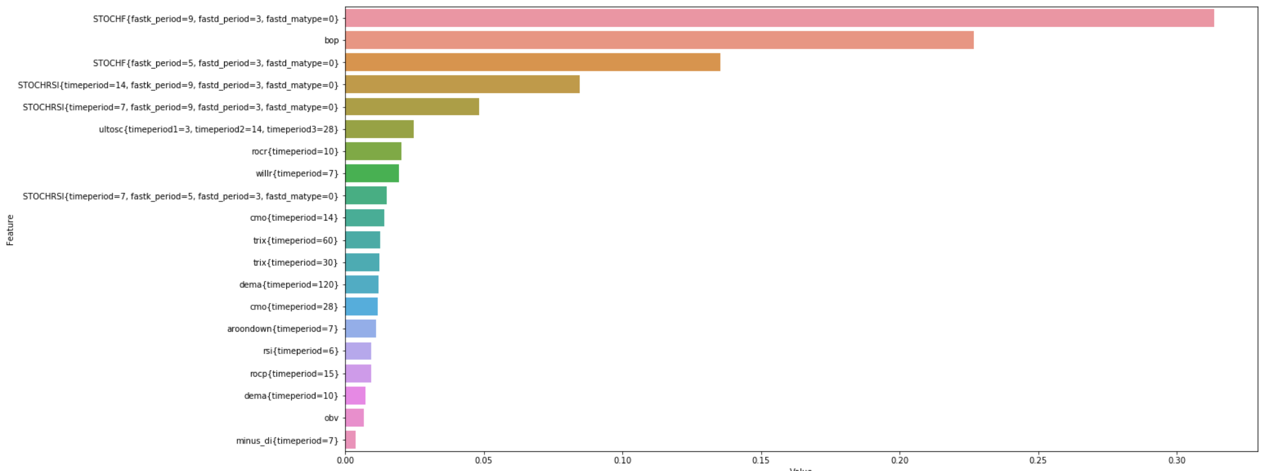 STOCHF{fastk_period=9, fastd_period=3, fastd_matype=0}
bop
STOCHF{fastk_period=5, fastd_period=3, fastd_matype=0}
STOCHRSI{timeperiod=14, fastk_period=9, fastd_period=3, fastd_matype=0}
STOCHRSI{timeperiod=7, fastk_period=9, fastd_period=3, fastd_matype=0}
ultosc{timeperiod1=3, timeperiod2=14, timeperiod3=28}
rocr{timeperiod=10}
willr{timeperiod=7}
STOCHRSI{timeperiod=7, fastk_period=5, fastd_period=3, fastd_matype=0}
cmo{timeperiod=14}
trix{timeperiod=60}
trix{timeperiod=30}
dema{timeperiod=120}
cmo{timeperiod=28}
aroondown{timeperiod=7}
rsi{timeperiod=6}
rocp{timeperiod=15}
dema{timeperiod=10}
obv
minus_di{timeperiod=7}
Feature
0.00 0.05 0.10 0.15 0.20 0.25 0.30
Value